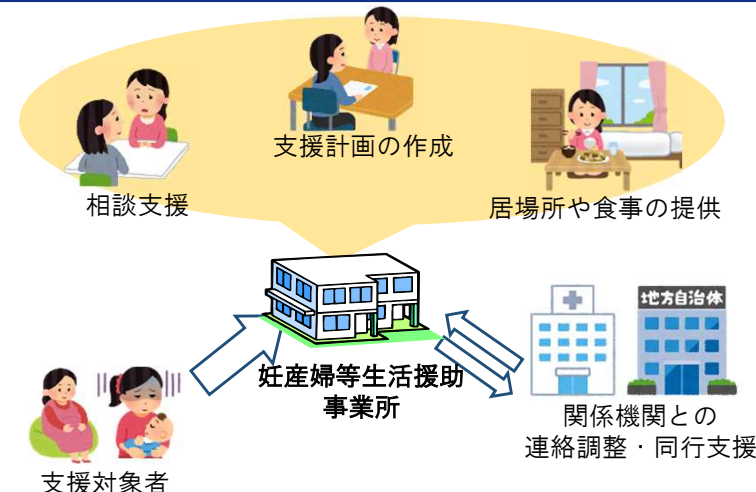 支援計画の作成
相談支援
居場所や食事の提供
地方自治体
妊産婦等生活援助
事業所
関係機関との
連絡調整・同行支援
支援対象者